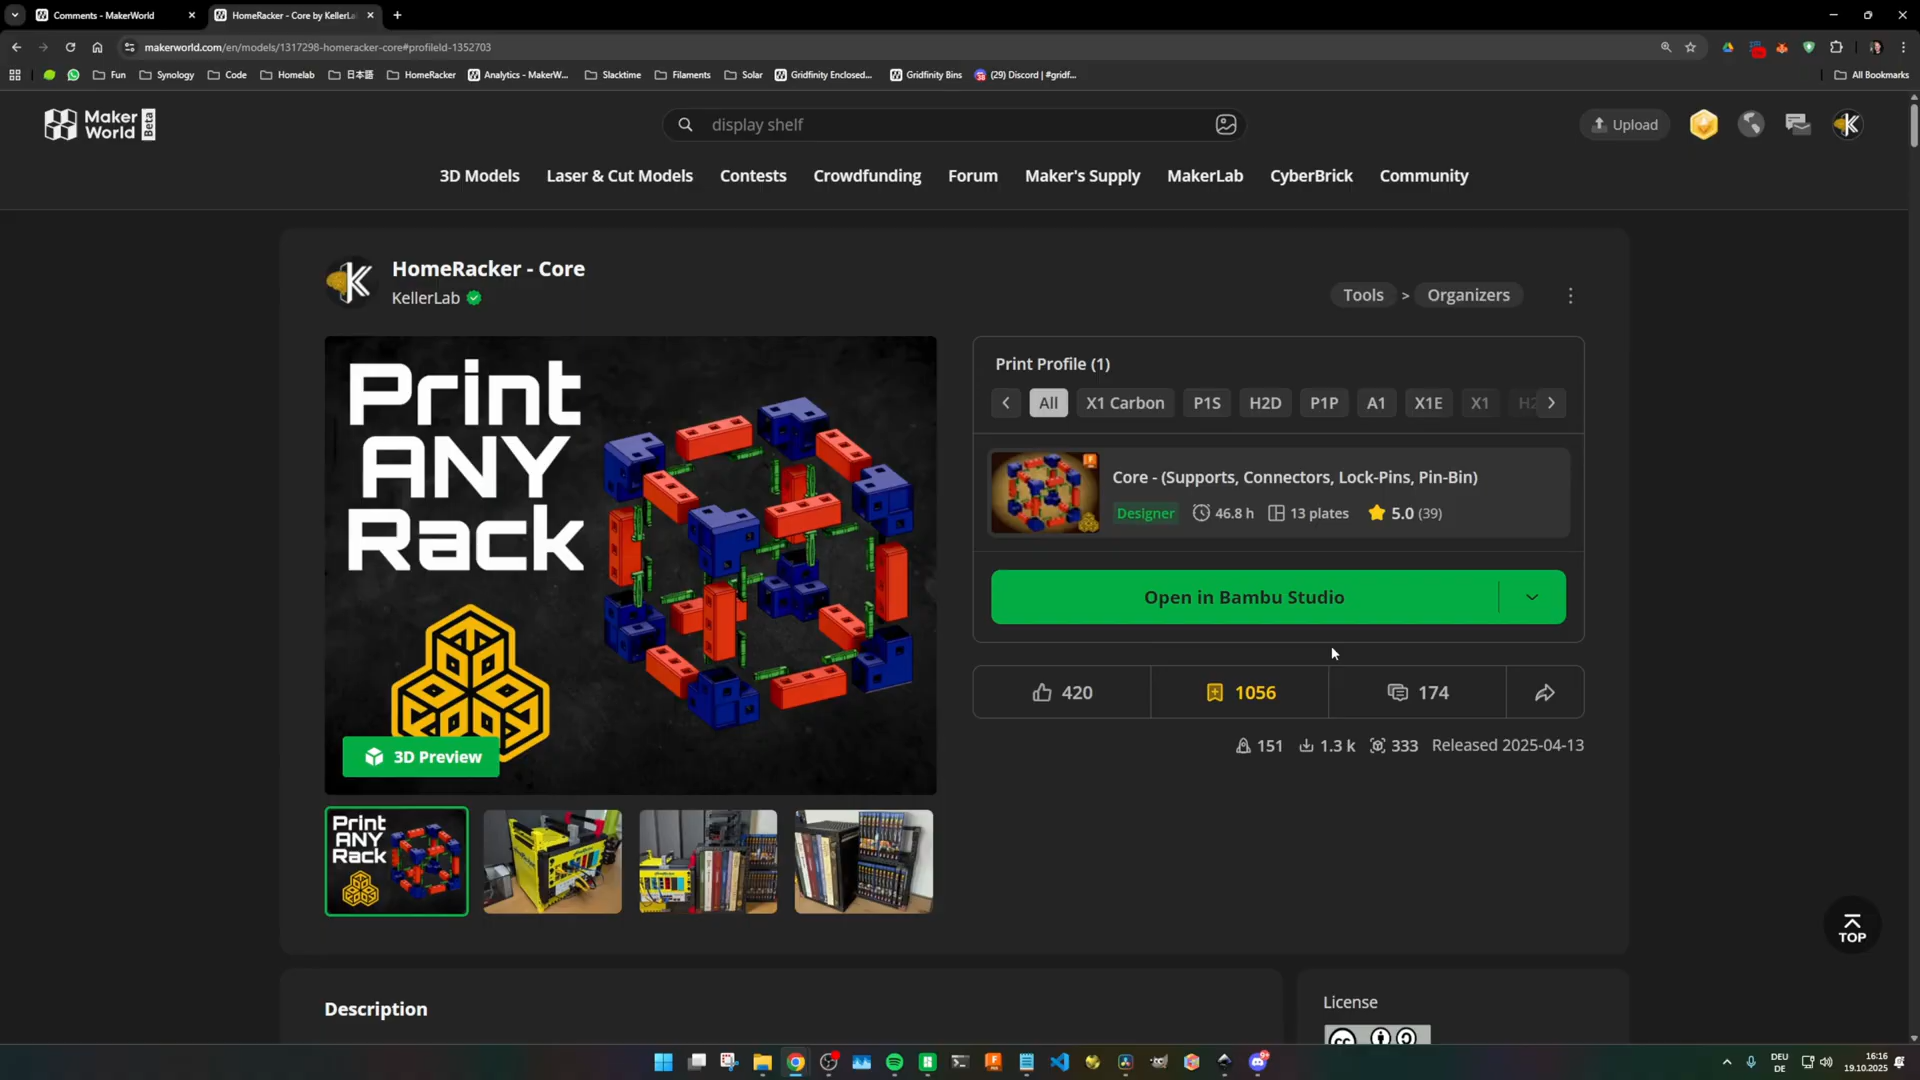 Comments - MakerWorld
HomeRacker - Core by KellerLa
makerworld.com/en/models/1317298-homeracker-core#profileId-1352703
Fun
Synology
Code
Homelab
日本語
HomeRacker
Analytics - MakerW...
Slacktime
Filaments
Solar
Gridfinity Enclosed...
Gridfinity Bins
(29) Discord | #gridf...
All Bookmarks
Maker
World
Beta
display shelf
Upload
3D Models
Laser & Cut Models
Contests
Crowdfunding
Forum
Maker's Supply
MakerLab
CyberBrick
Community
HomeRacker - Core
KellerLab
Tools > Organizers
Print
ANY
Rack
3D Preview
Print Profile (1)
All
X1 Carbon
P1S
H2D
P1P
A1
X1E
X1
H2
Core - (Supports, Connectors, Lock-Pins, Pin-Bin)
Designer
46.8 h
13 plates
5.0 (39)
Open in Bambu Studio
420
1056
174
151
1.3 k
333
Released 2025-04-13
Print
ANY
Rack
TOP
Description
License
DEU
DE
16:16
19.10.2025